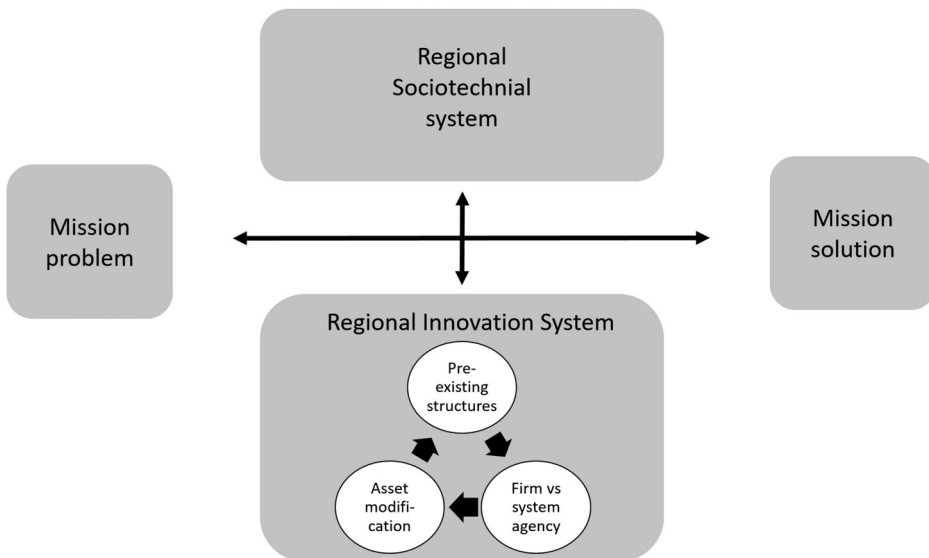 Regional
Sociotechnial
system
Mission
problem
Mission
solution
Regional Innovation System
Pre-
existing
structures
Asset
modifi-
cation
Firm vs
system
agency